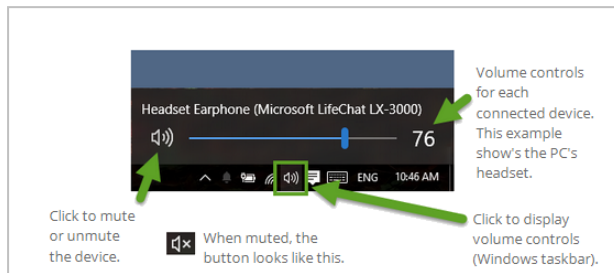 Headset Earphone (Microsoft LifeChat LX-3000)
76
ENG 10:46 AM
Volume controls
for each
connected device.
This example
show's the PC's
headset.
Click to mute
or unmute
the device.
When muted, the
button looks like this.
Click to display
volume controls
(Windows taskbar).